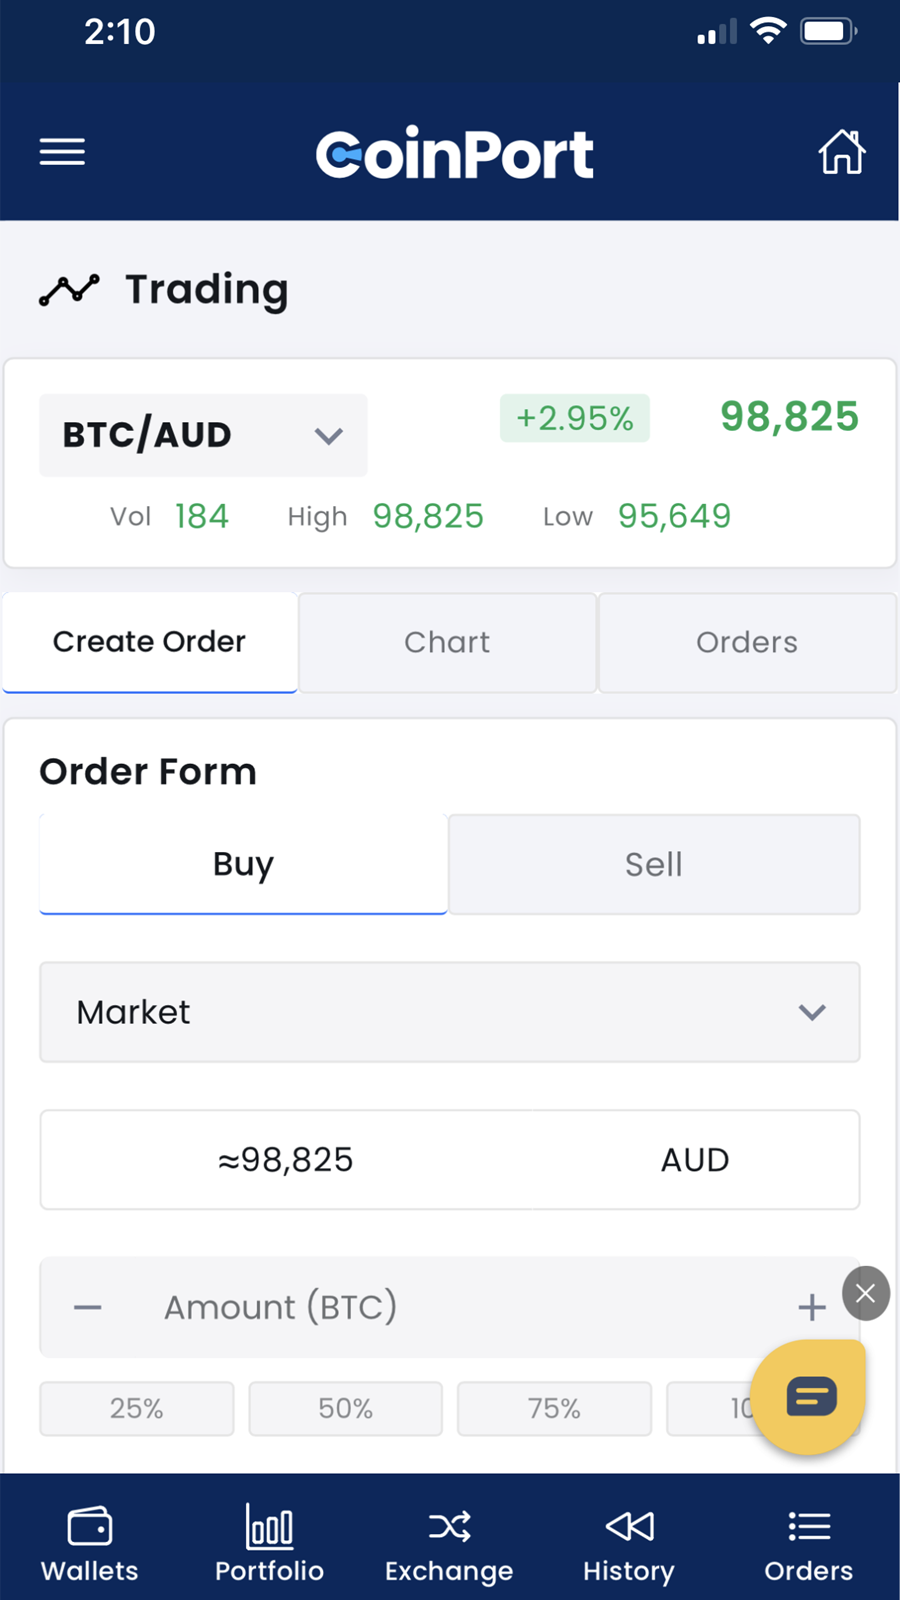 2:10
CoinPort
Trading
BTC/AUD +2.95% 98,825
Vol 184 High 98,825 Low 95,649
Create Order Chart Orders
Order Form
Buy Sell
Market
≈98,825 AUD
− Amount (BTC) +
25% 50% 75%
Wallets Portfolio Exchange History Orders